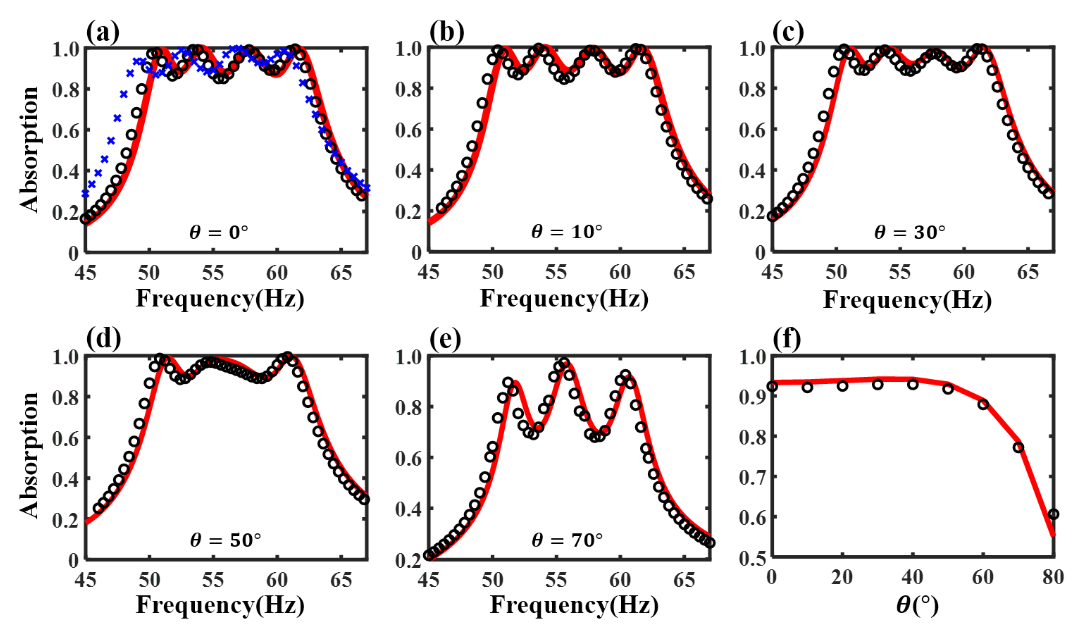 (a) (b) (c)
1.0 1.0 1.0
0.8 0.8 0.8
0.6 0.6 0.6
0.4 0.4 0.4
0.2 0.2 0.2
0 0 0
Absorption
θ = 0° θ = 10° θ = 30°
45 50 55 60 65 45 50 55 60 65 45 50 55 60 65
Frequency(Hz) Frequency(Hz) Frequency(Hz)
(d) (e) (f)
1.0 1.0 1.0
0.8 0.8 0.9
0.6 0.6 0.8
0.4 0.4 0.7
0.2 0.2 0.6
0 0.5
Absorption
θ = 50° θ = 70°
45 50 55 60 65 45 50 55 60 65 0 20 40 60 80
Frequency(Hz) Frequency(Hz) θ(°)